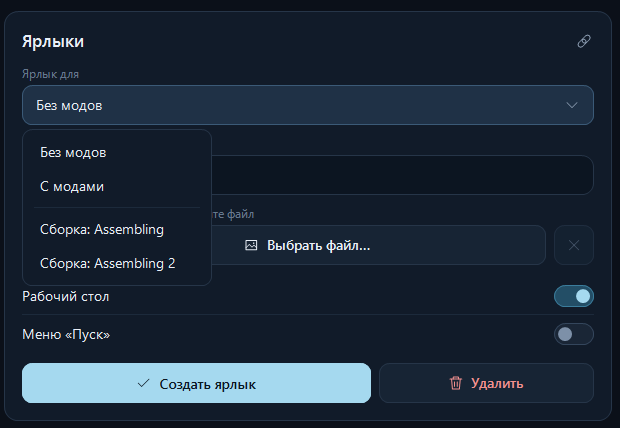 Ярлыки
Ярлык для
Без модов
Без модов
С модами
Сборка: Assembling
Сборка: Assembling 2
файл
Выбрать файл...
Рабочий стол
Меню «Пуск»
Создать ярлык
Удалить